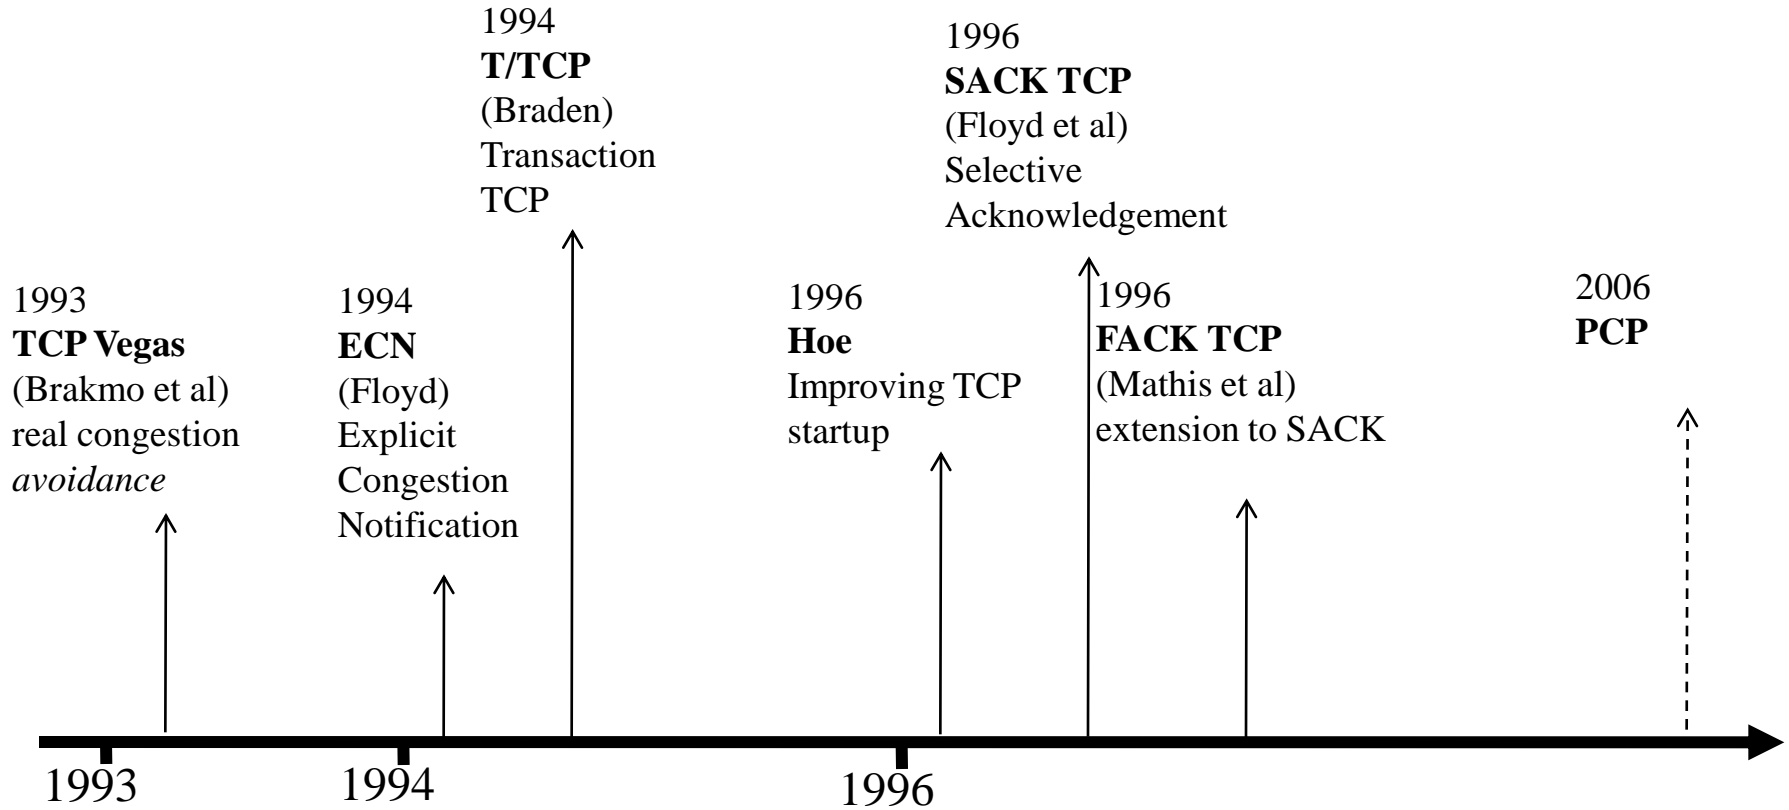 1994
T/TCP
(Braden)
Transaction
TCP
1996
SACK TCP
(Floyd et al)
Selective
Acknowledgement
1993
TCP Vegas
(Brakmo et al)
real congestion
avoidance
1994
ECN
(Floyd)
Explicit
Congestion
Notification
1996
Hoe
Improving TCP
startup
1996
FACK TCP
(Mathis et al)
extension to SACK
2006
PCP
1993
1994
1996